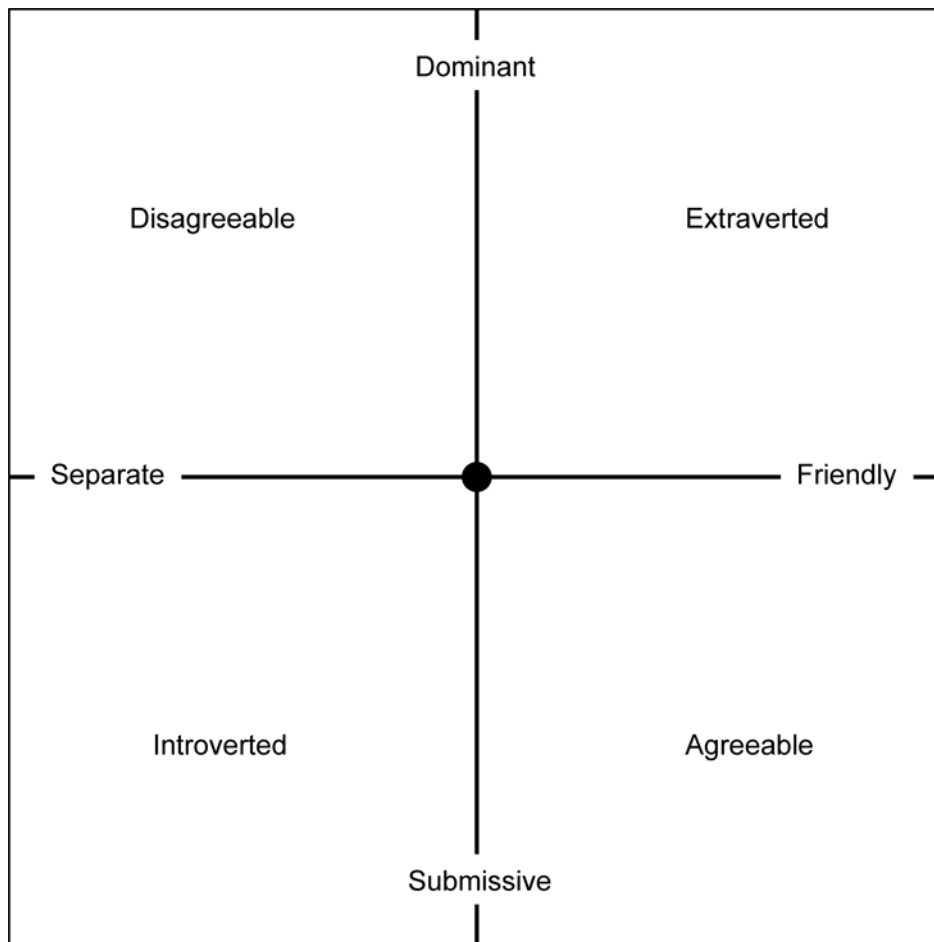 Dominant
Disagreeable
Extraverted
Separate
Friendly
Introverted
Agreeable
Submissive